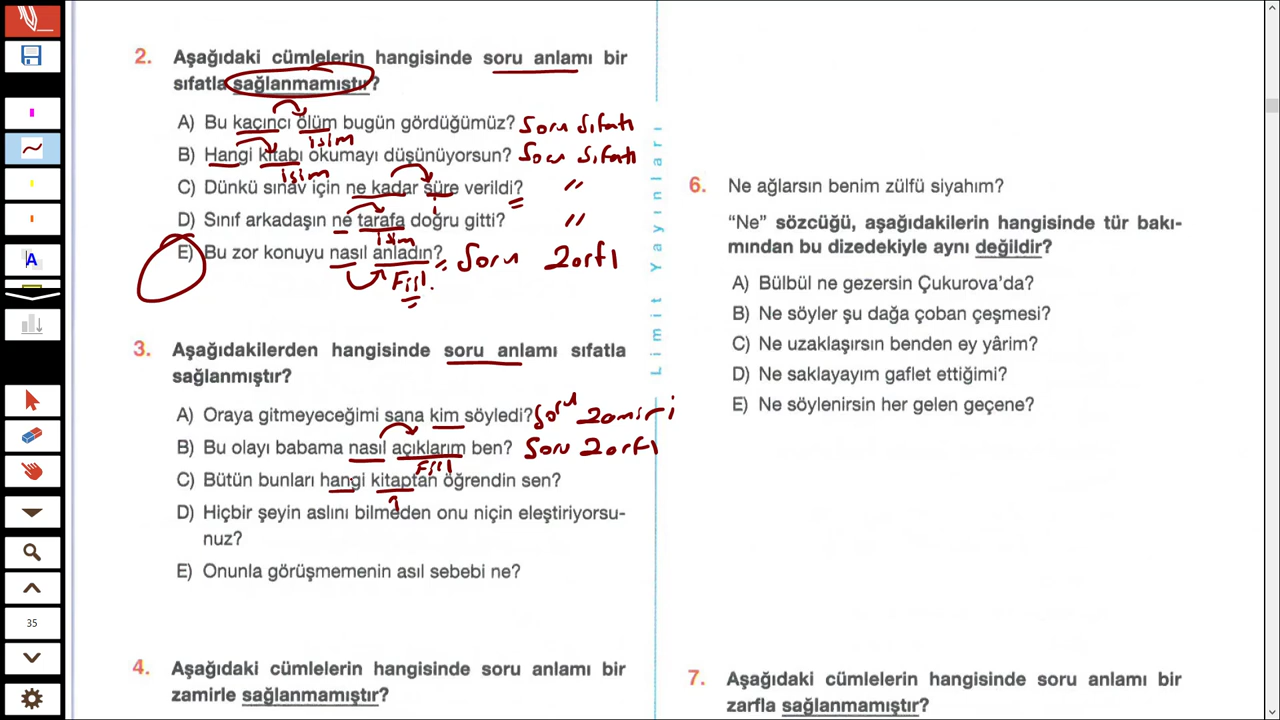 2. Aşağıdaki cümlelerin hangisinde soru anlamı bir
sıfatla sağlanmamıştır?
A) Bu kaçıncı ölüm bugün gördüğümüz? Soru Sıfatı
isim
B) Hangi kitabı okumayı düşünüyorsun? Soru Sıfatı
isim
C) Dünkü sınav için ne kadar süre verildi? "
i
D) Sınıf arkadaşın ne tarafa doğru gitti? "
isim
E) Bu zor konuyu nasıl anladın? Soru Zarfı
Fiil
3. Aşağıdakilerden hangisinde soru anlamı sıfatla
sağlanmıştır?
A) Oraya gitmeyeceğimi sana kim söyledi? Soru Zamiri
B) Bu olayı babama nasıl açıklarım ben? Soru Zarfı
Fiil
C) Bütün bunları hangi kitaptan öğrendin sen?
D) Hiçbir şeyin aslını bilmeden onu niçin eleştiriyorsu-
nuz?
E) Onunla görüşmemenin asıl sebebi ne?
4. Aşağıdaki cümlelerin hangisinde soru anlamı bir
zamirle sağlanmamıştır?
Limit Yayınları
6. Ne ağlarsın benim zülfü siyahım?
“Ne” sözcüğü, aşağıdakilerin hangisinde tür bakı-
mından bu dizedekiyle aynı değildir?
A) Bülbül ne gezersin Çukurova’da?
B) Ne söyler şu dağa çoban çeşmesi?
C) Ne uzaklaşırsın benden ey yârim?
D) Ne saklayayım gaflet ettiğimi?
E) Ne söylenirsin her gelen geçene?
7. Aşağıdaki cümlelerin hangisinde soru anlamı bir
zarfla sağlanmamıştır?
A
35